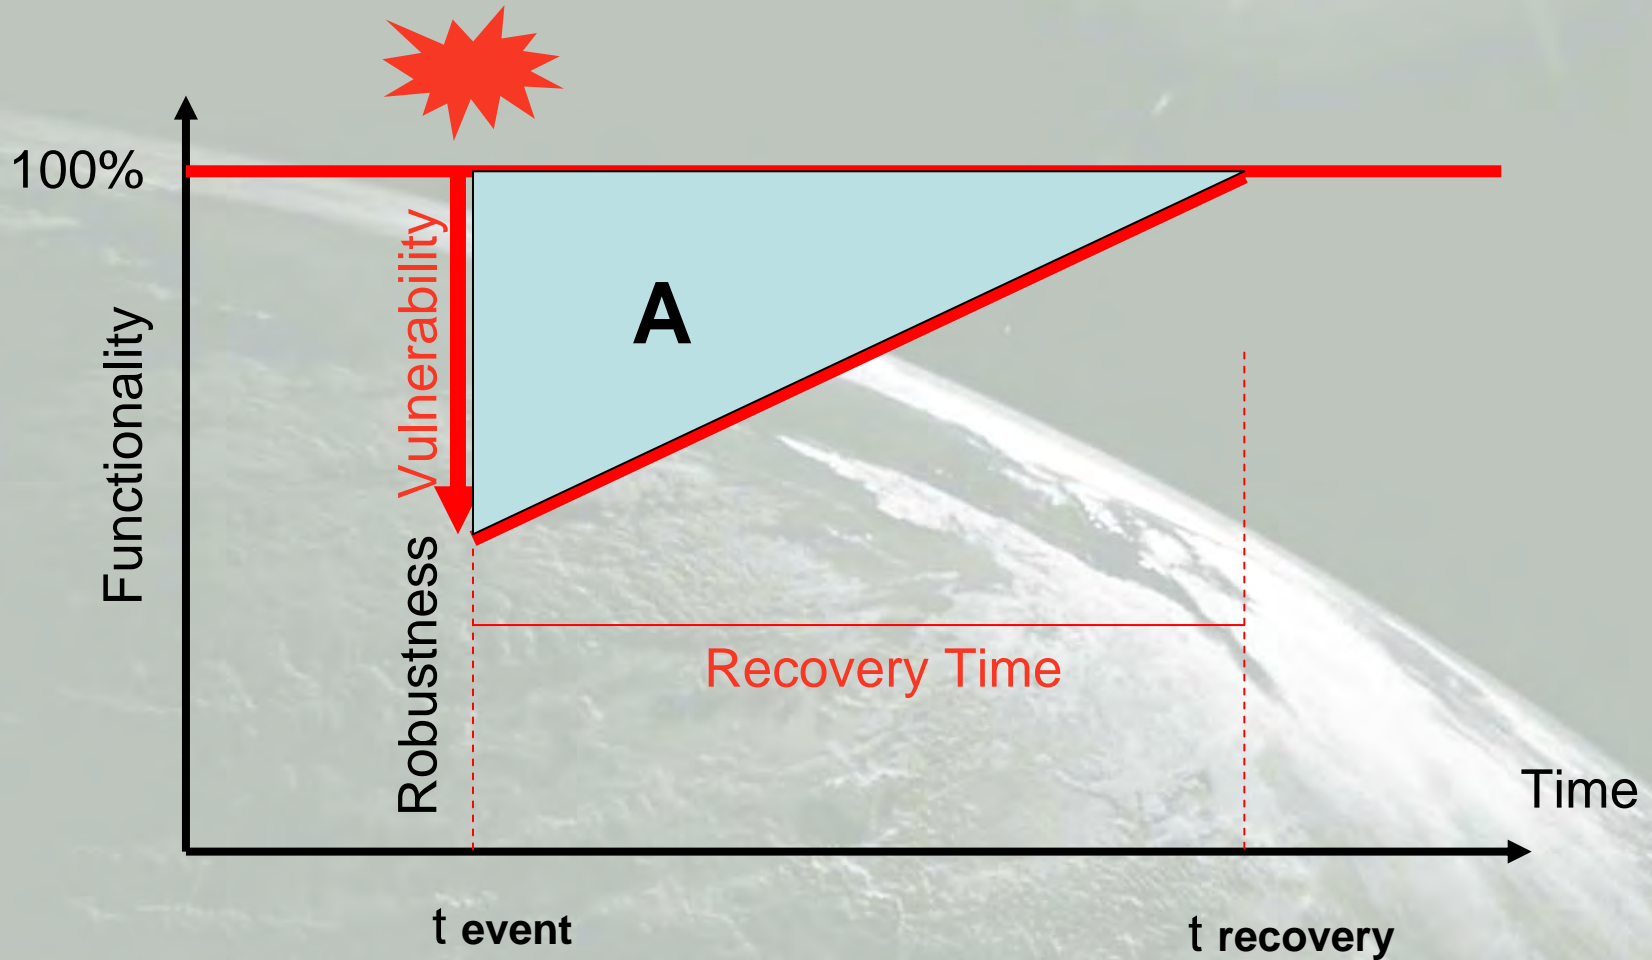 100%
Functionality
Vulnerability
Robustness
A
Recovery Time
Time
t event
t recovery